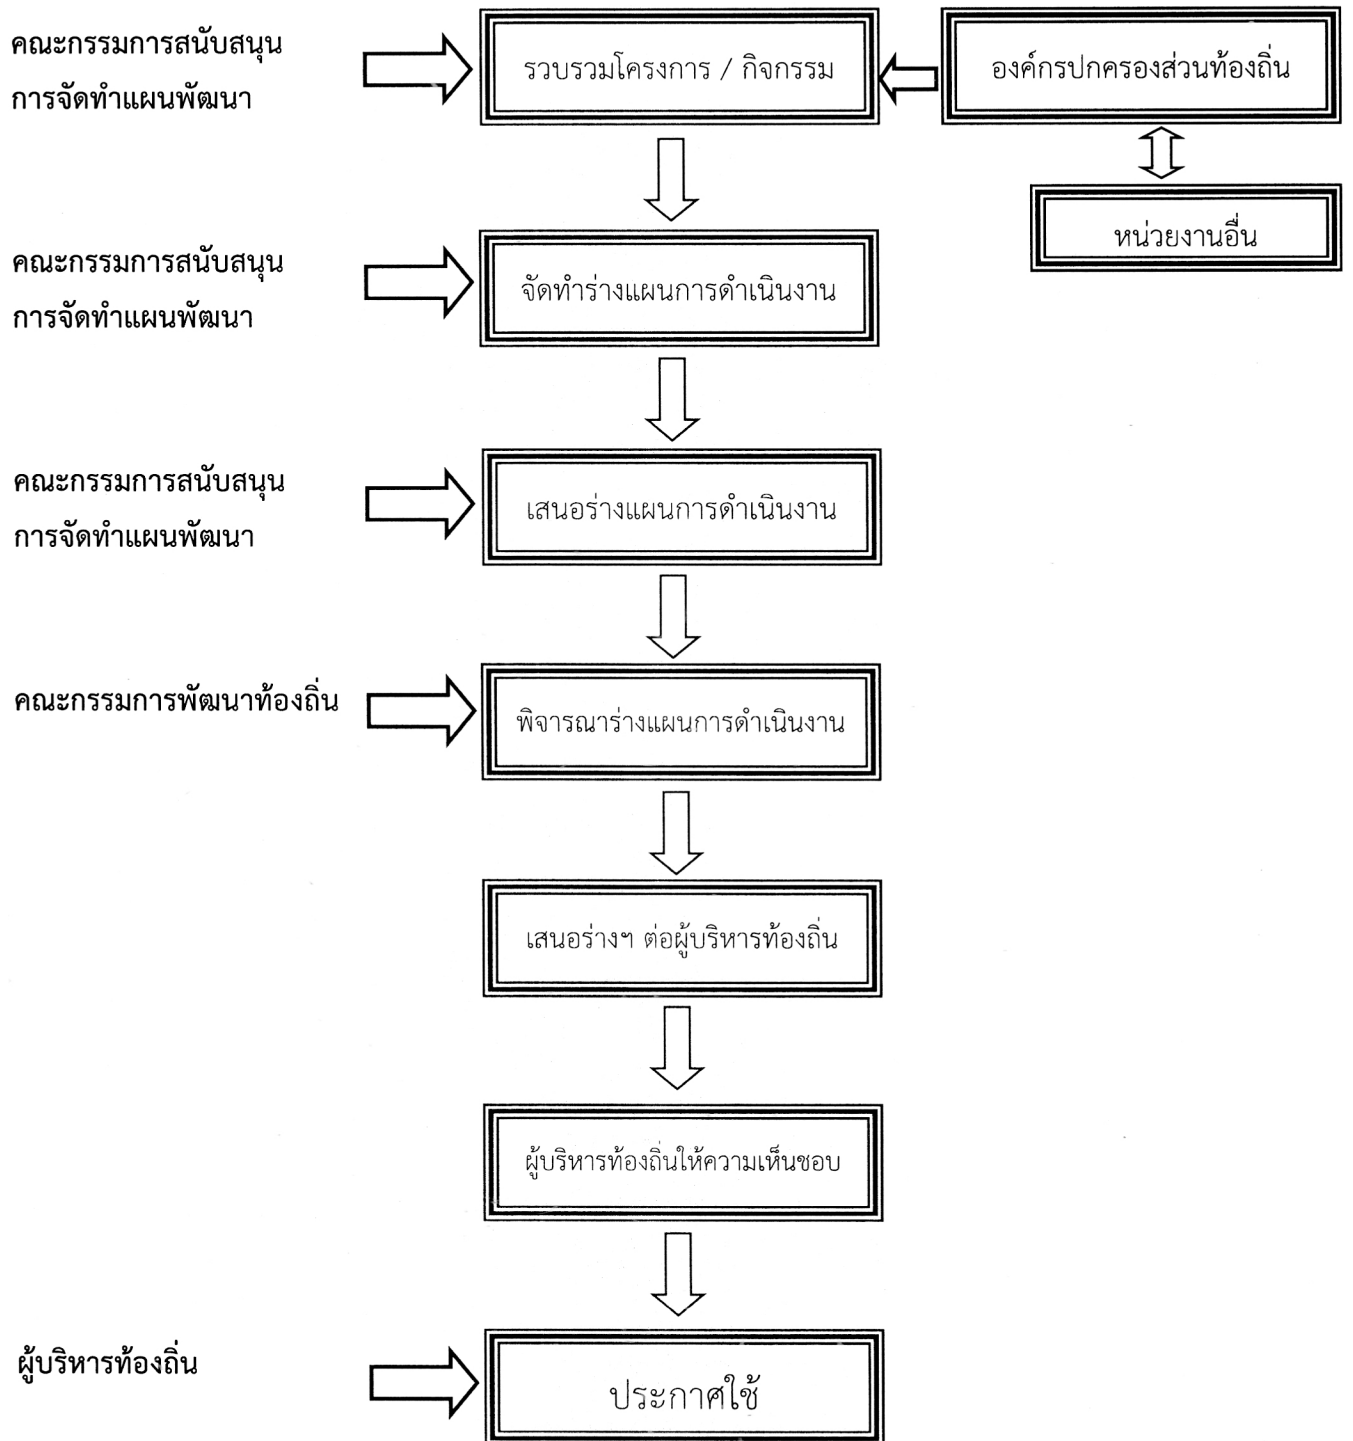 คณะกรรมการสนับสนุน
การจัดทำแผนพัฒนา
รวบรวมโครงการ / กิจกรรม
องค์กรปกครองส่วนท้องถิ่น
หน่วยงานอื่น
คณะกรรมการสนับสนุน
การจัดทำแผนพัฒนา
จัดทำร่างแผนการดำเนินงาน
คณะกรรมการสนับสนุน
การจัดทำแผนพัฒนา
เสนอร่างแผนการดำเนินงาน
คณะกรรมการพัฒนาท้องถิ่น
พิจารณาร่างแผนการดำเนินงาน
เสนอร่างฯ ต่อผู้บริหารท้องถิ่น
ผู้บริหารท้องถิ่นให้ความเห็นชอบ
ผู้บริหารท้องถิ่น
ประกาศใช้